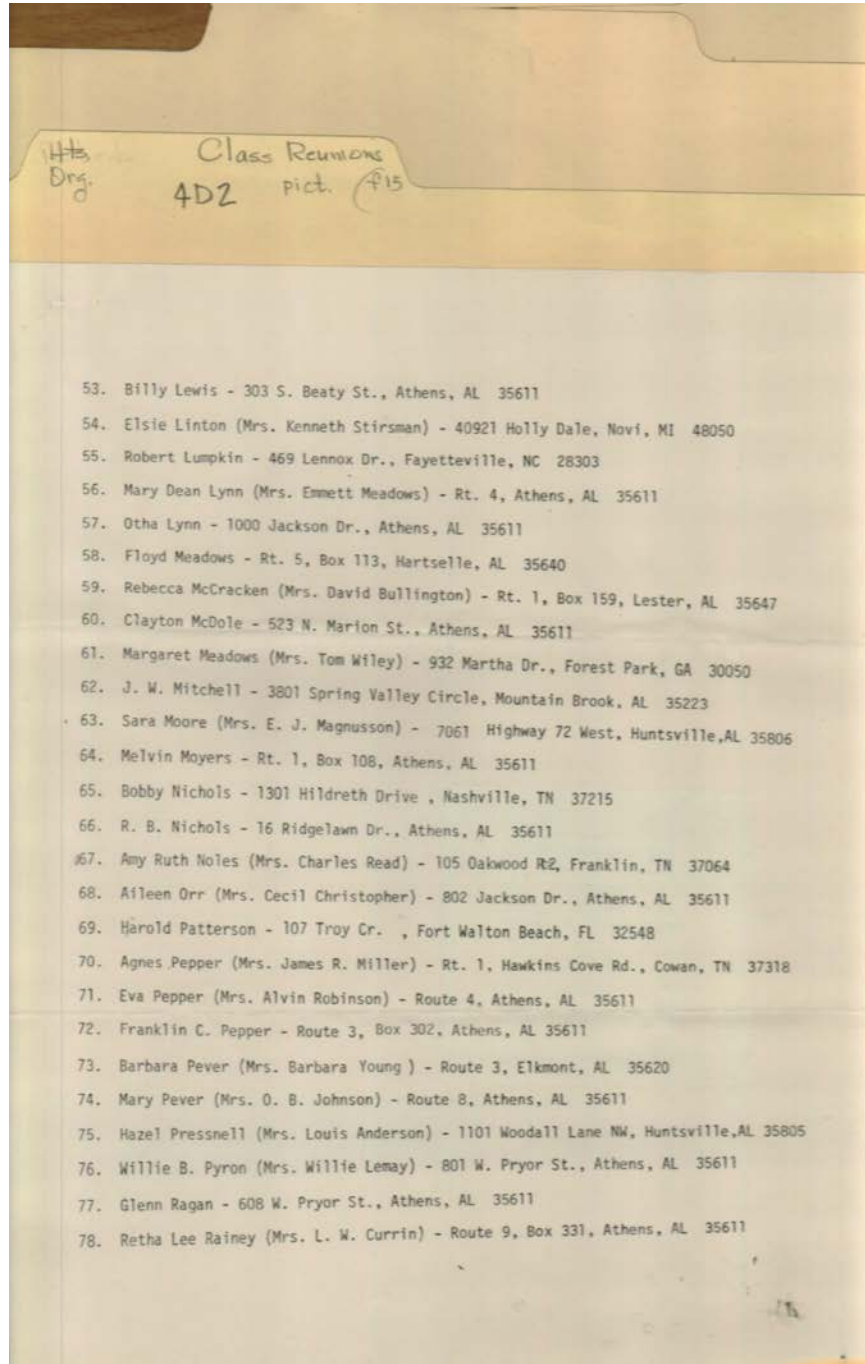 Hts, Class Reunions
Org. 4D2 pict. f15
53. Billy Lewis - 303 S. Beaty St., Athens, AL 35611
54. Elsie Linton (Mrs. Kenneth Stirsman) - 40921 Holly Dale, Novi, MI 48050
55. Robert Lumpkin - 469 Lennox Dr., Fayetteville, NC 28303
56. Mary Dean Lynn (Mrs. Emmett Meadows) - Rt. 4, Athens, AL 35611
57. Otha Lynn - 1000 Jackson Dr., Athens, AL 35611
58. Floyd Meadows - Rt. 5, Box 113, Hartselle, AL 35640
59. Rebecca McCracken (Mrs. David Bullington) - Rt. 1, Box 159, Lester, AL 35647
60. Clayton McDole - 523 N. Marion St., Athens, AL 35611
61. Margaret Meadows (Mrs. Tom Wiley) - 932 Martha Dr., Forest Park, GA 30050
62. J. W. Mitchell - 3801 Spring Valley Circle, Mountain Brook, AL 35223
63. Sara Moore (Mrs. E. J. Magnusson) - 7061 Highway 72 West, Huntsville,AL 35806
64. Melvin Moyers - Rt. 1, Box 108, Athens, AL 35611
65. Bobby Nichols - 1301 Hildreth Drive , Nashville, TN 37215
66. R. B. Nichols - 16 Ridgelawn Dr., Athens, AL 35611
67. Amy Ruth Noles (Mrs. Charles Read) - 105 Oakwood Rt2, Franklin, TN 37064
68. Aileen Orr (Mrs. Cecil Christopher) - 802 Jackson Dr., Athens, AL 35611
69. Harold Patterson - 107 Troy Cr. , Fort Walton Beach, FL 32548
70. Agnes Pepper (Mrs. James R. Miller) - Rt. 1, Hawkins Cove Rd., Cowan, TN 37318
71. Eva Pepper (Mrs. Alvin Robinson) - Route 4, Athens, AL 35611
72. Franklin C. Pepper - Route 3, Box 302, Athens, AL 35611
73. Barbara Pever (Mrs. Barbara Young ) - Route 3, Elkmont, AL 35620
74. Mary Pever (Mrs. O. B. Johnson) - Route 8, Athens, AL 35611
75. Hazel Pressnell (Mrs. Louis Anderson) - 1101 Woodall Lane NW, Huntsville,AL 35805
76. Willie B. Pyron (Mrs. Willie Lemay) - 801 W. Pryor St., Athens, AL 35611
77. Glenn Ragan - 608 W. Pryor St., Athens, AL 35611
78. Retha Lee Rainey (Mrs. L. W. Currin) - Route 9, Box 331, Athens, AL 35611